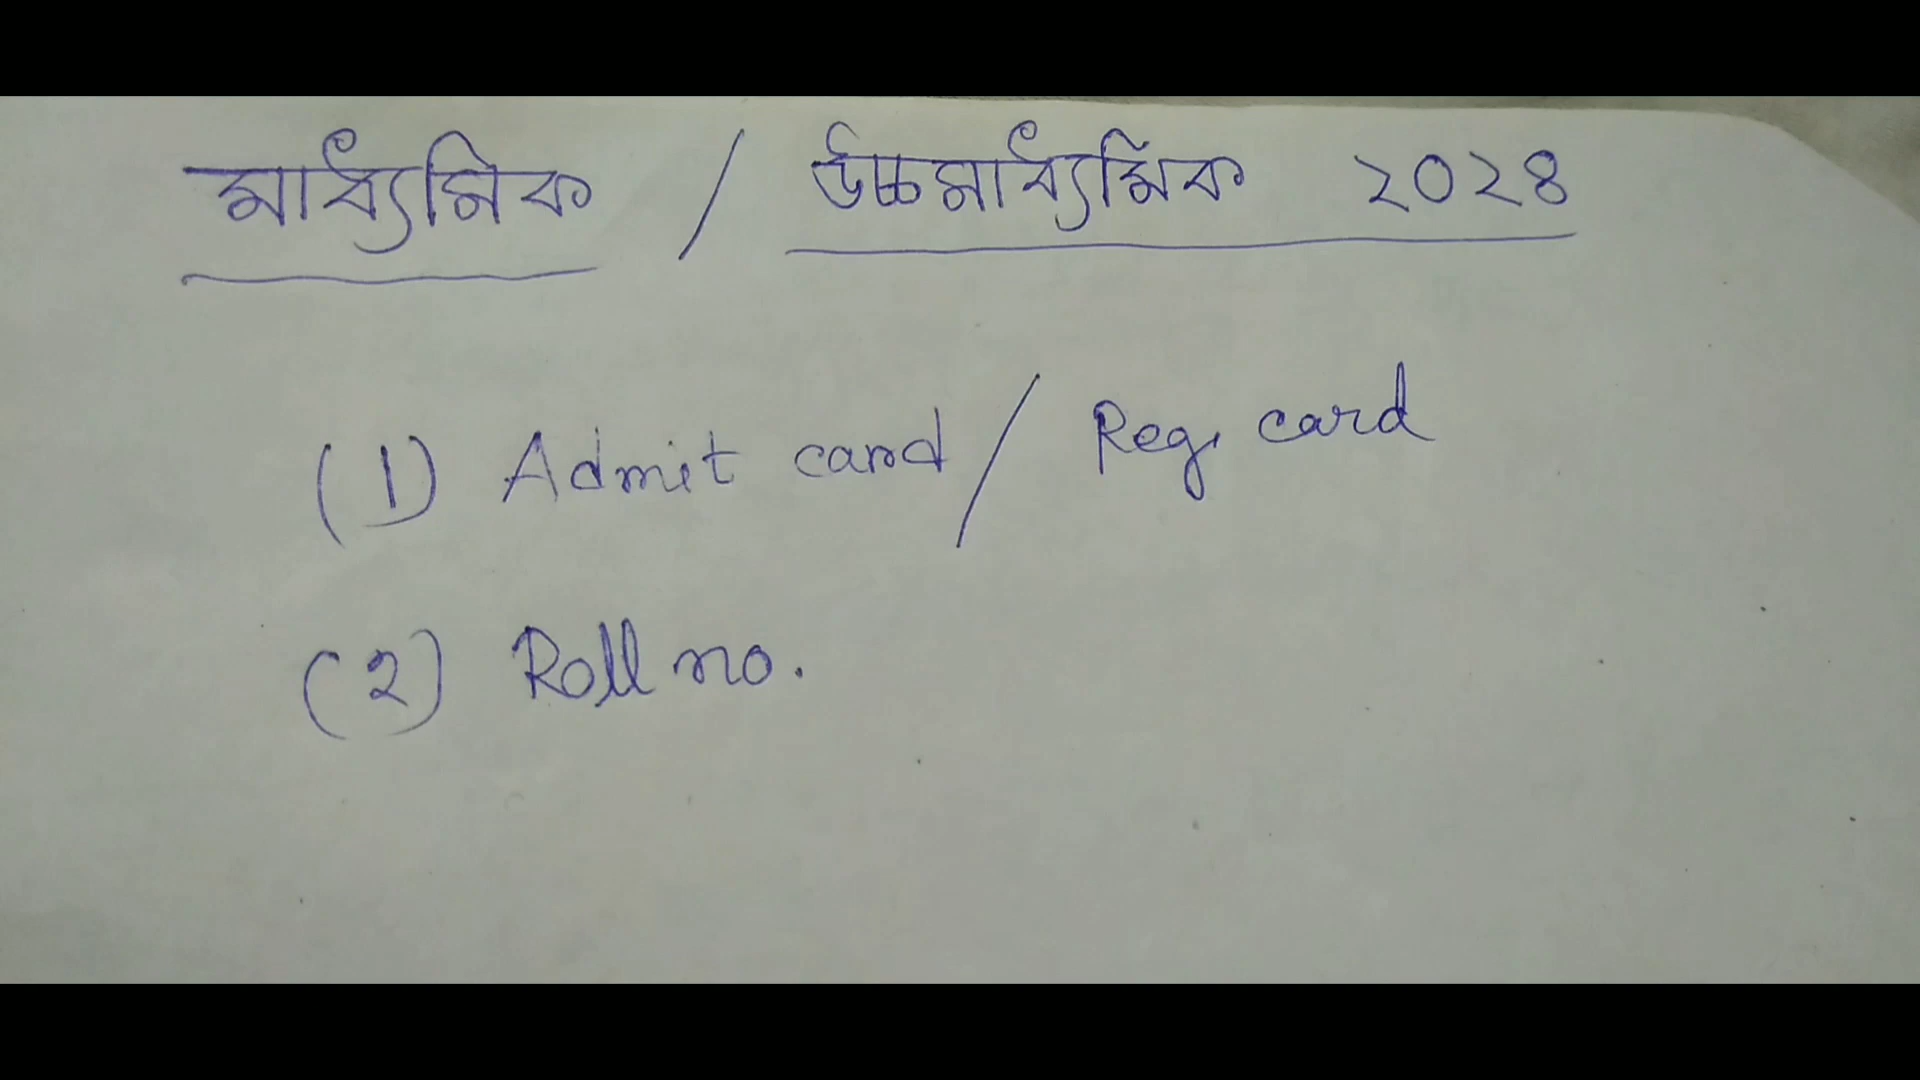 মাধ্যমিক / উচ্চমাধ্যমিক ২০২৪
(1) Admit card / Reg. card
(2) Roll no.